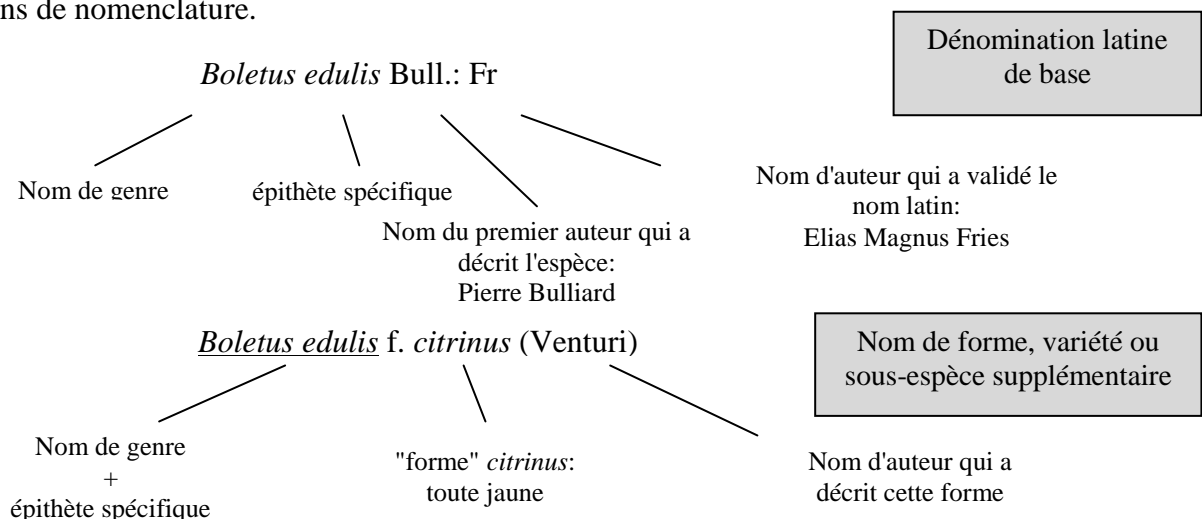 ns de nomenclature.
Dénomination latine
de base
Boletus edulis Bull.: Fr
Nom de genre
épithète spécifique
Nom du premier auteur qui a
décrit l'espèce:
Pierre Bulliard
Nom d'auteur qui a validé le
nom latin:
Elias Magnus Fries
Boletus edulis f. citrinus (Venturi)
Nom de forme, variété ou
sous-espèce supplémentaire
Nom de genre
+
épithète spécifique
"forme" citrinus:
toute jaune
Nom d'auteur qui a
décrit cette forme